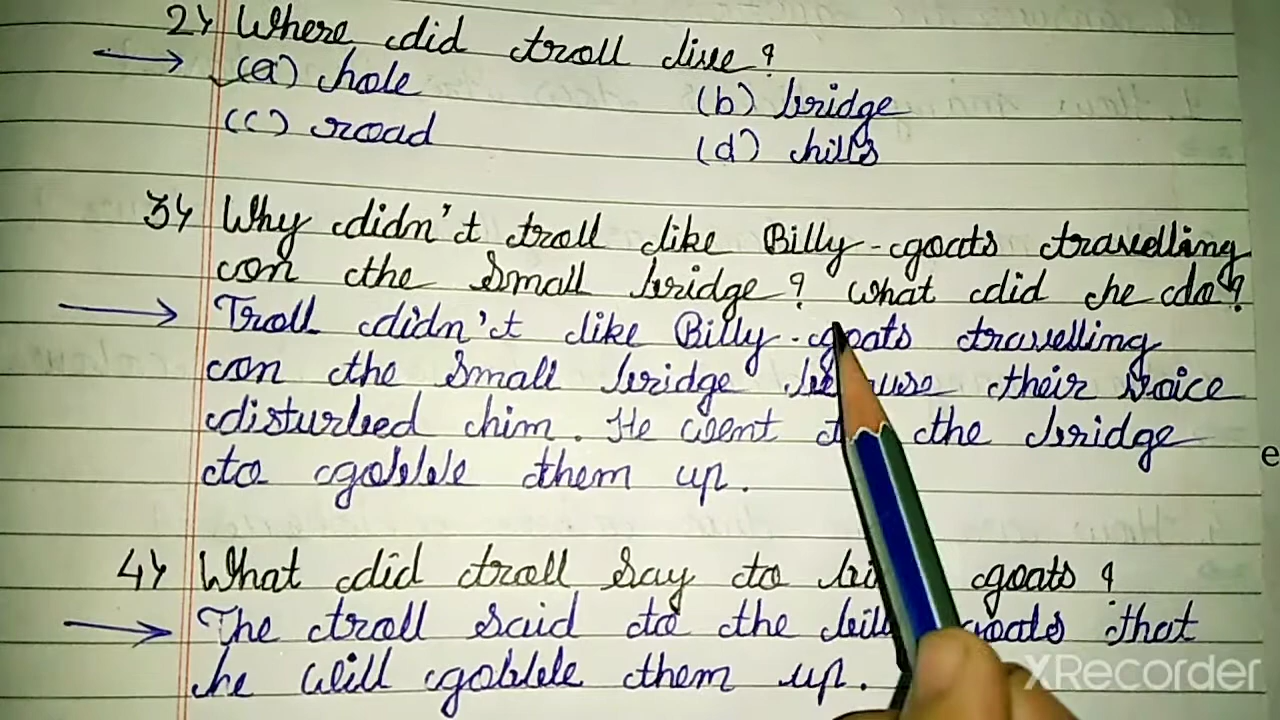 2) Where did troll live?
(a) hole (b) bridge
(c) road (d) hills
3) Why didn't troll like Billy-goats travelling
on the small bridge? What did he do?
Troll didn't like Billy-goats travelling
on the small bridge their voice
disturbed him. He went the bridge
to gobble them up.
4) What did troll say to goats?
The troll said to the goats that
he will gobble them up.
e
XRecorder